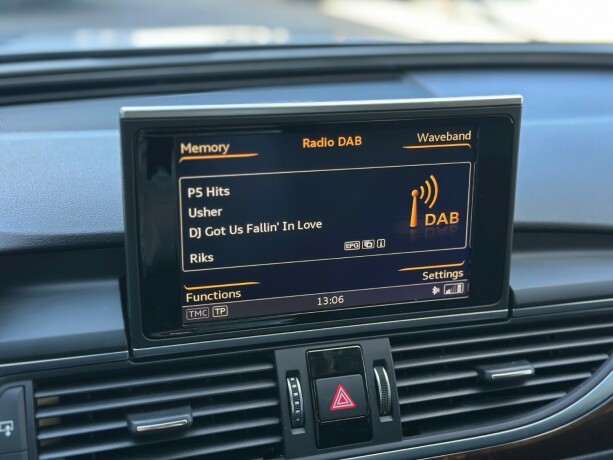 Memory
Radio DAB
Waveband
P5 Hits
Usher
DJ Got Us Fallin' In Love
DAB
EPG
i
Riks
Settings
Functions
13:06
TMC TP